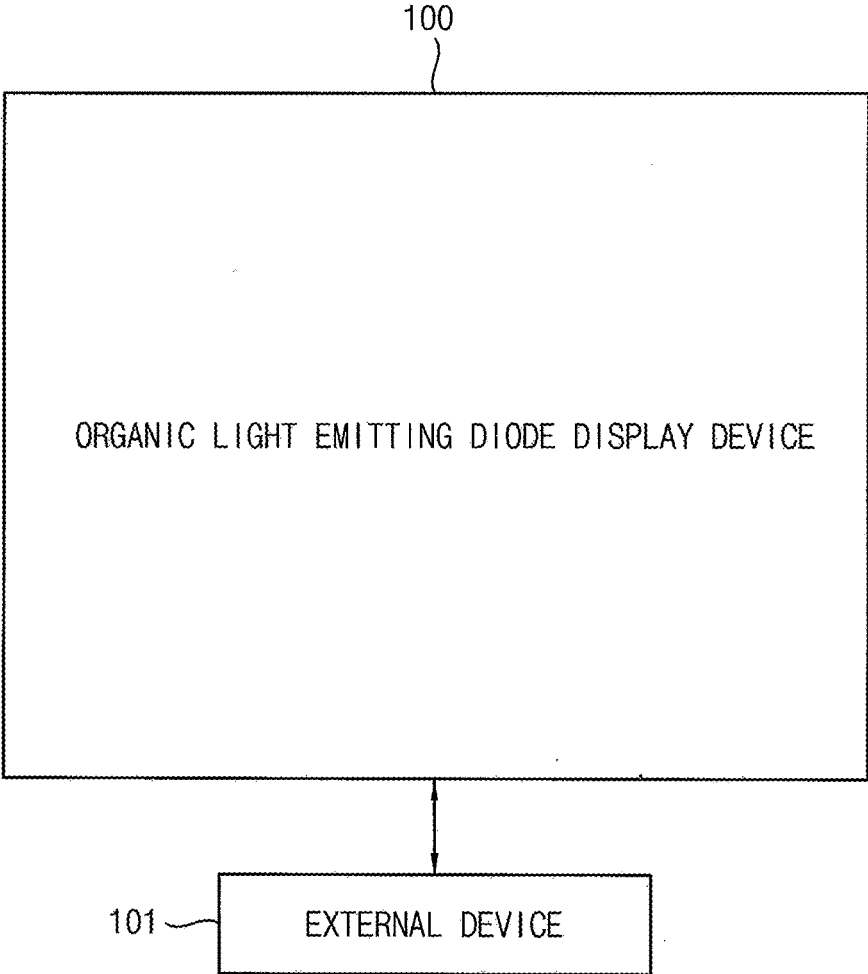 100
ORGANIC LIGHT EMITTING DIODE DISPLAY DEVICE
101
EXTERNAL DEVICE